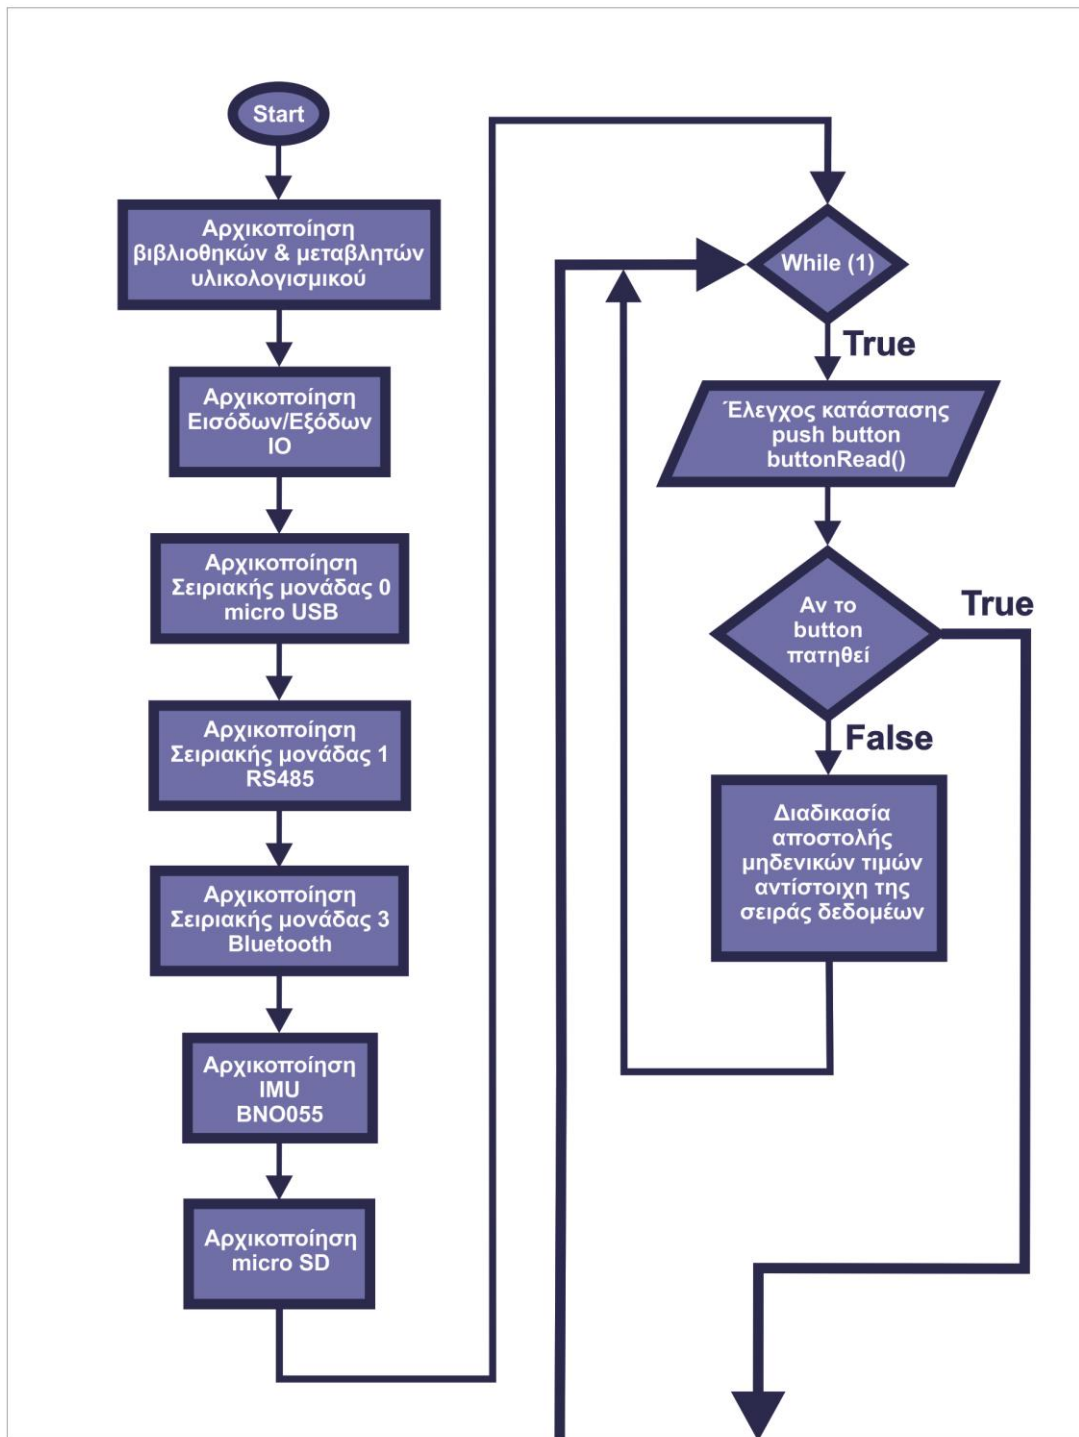 Start
Αρχικοποίηση
βιβλιοθηκών & μεταβλητών
υλικολογισμικού
Αρχικοποίηση
Εισόδων/Εξόδων
IO
Αρχικοποίηση
Σειριακής μονάδας 0
micro USB
Αρχικοποίηση
Σειριακής μονάδας 1
RS485
Αρχικοποίηση
Σειριακής μονάδας 3
Bluetooth
Αρχικοποίηση
IMU
BNO055
Αρχικοποίηση
micro SD
While (1)
True
Έλεγχος κατάστασης
push button
buttonRead()
Αν το
button
πατηθεί
True
False
Διαδικασία
αποστολής
μηδενικών τιμών
αντίστοιχη της
σειράς δεδομέων